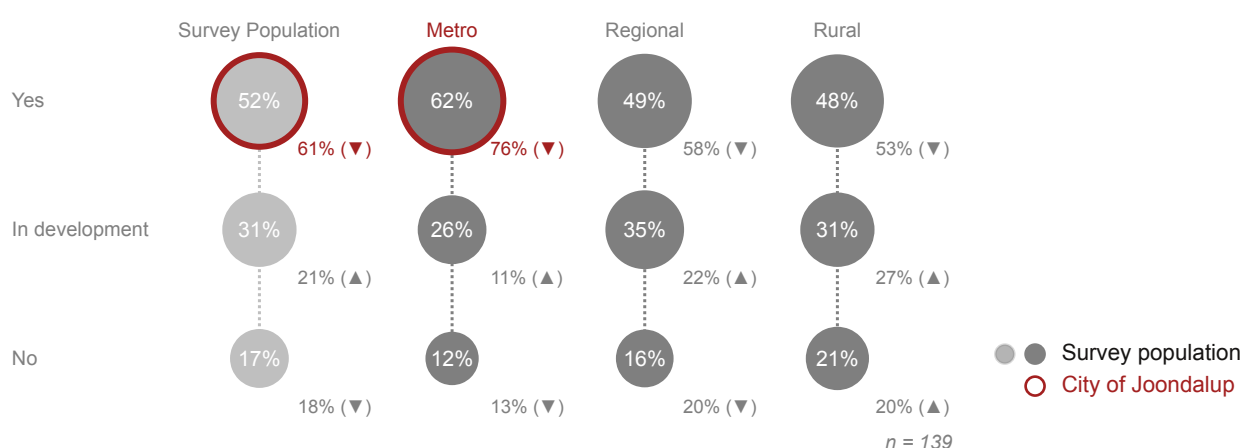 Survey Population Metro Regional Rural
Yes 52% 62% 49% 48%
61% (▼) 76% (▼) 58% (▼) 53% (▼)
In development 31% 26% 35% 31%
21% (▲) 11% (▲) 22% (▲) 27% (▲)
No 17% 12% 16% 21%
Survey population
City of Joondalup
18% (▼) 13% (▼) 20% (▼) 20% (▲)
n = 139